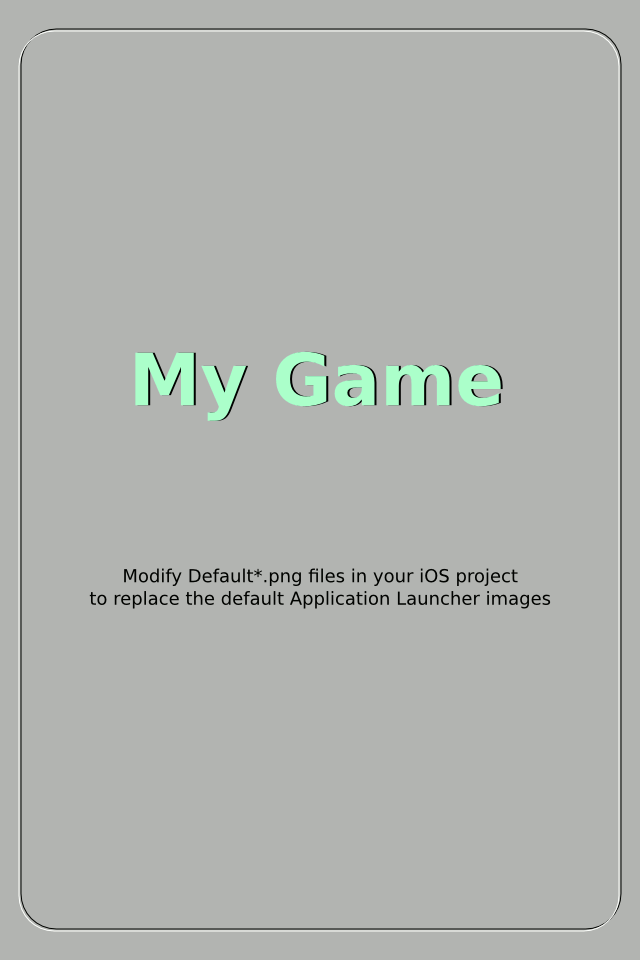 My Game
Modify Default*.png files in your iOS project
to replace the default Application Launcher images